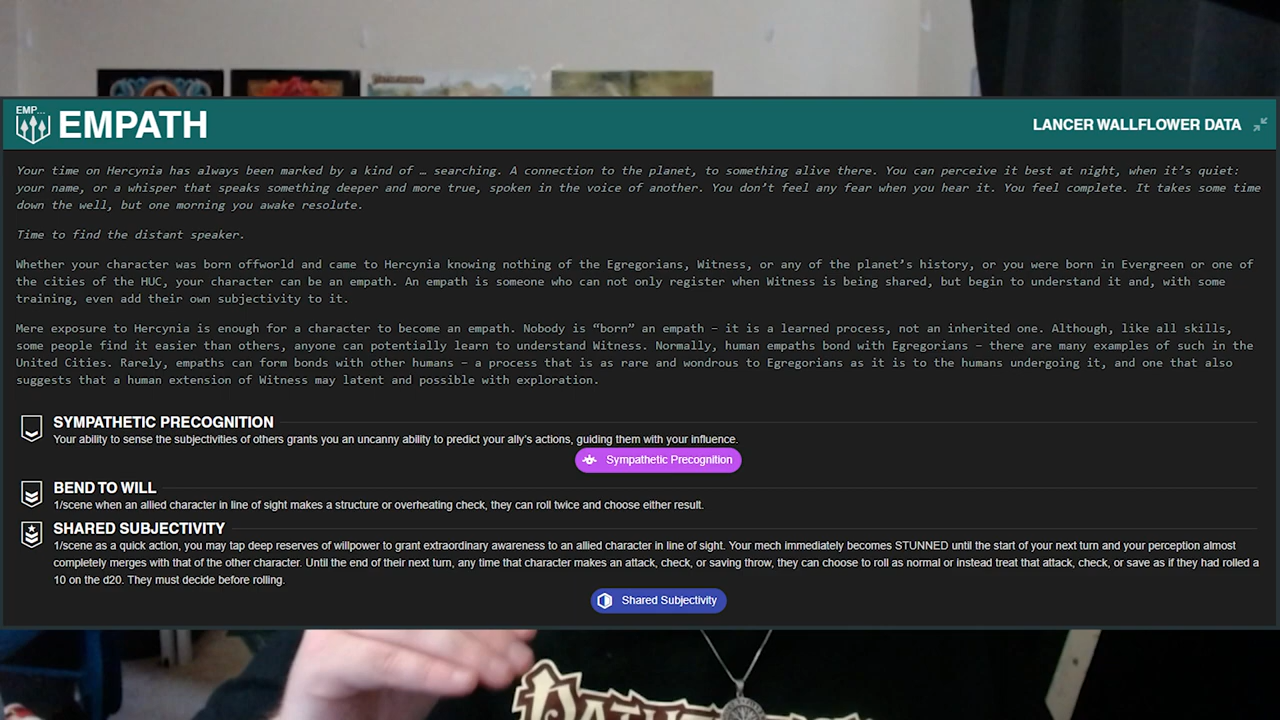 EMP...
EMPATH
LANCER WALLFLOWER DATA
Your time on Hercynia has always been marked by a kind of … searching. A connection to the planet, to something alive there. You can perceive it best at night, when it’s quiet:
your name, or a whisper that speaks something deeper and more true, spoken in the voice of another. You don’t feel any fear when you hear it. You feel complete. It takes some time
down the well, but one morning you awake resolute.
Time to find the distant speaker.
Whether your character was born offworld and came to Hercynia knowing nothing of the Egregorians, Witness, or any of the planet’s history, or you were born in Evergreen or one of
the cities of the HUC, your character can be an empath. An empath is someone who can not only register when Witness is being shared, but begin to understand it and, with some
training, even add their own subjectivity to it.
Mere exposure to Hercynia is enough for a character to become an empath. Nobody is “born” an empath – it is a learned process, not an inherited one. Although, like all skills,
some people find it easier than others, anyone can potentially learn to understand Witness. Normally, human empaths bond with Egregorians – there are many examples of such in the
United Cities. Rarely, empaths can form bonds with other humans – a process that is as rare and wondrous to Egregorians as it is to the humans undergoing it, and one that also
suggests that a human extension of Witness may latent and possible with exploration.
SYMPATHETIC PRECOGNITION
Your ability to sense the subjectivities of others grants you an uncanny ability to predict your ally's actions, guiding them with your influence.
Sympathetic Precognition
BEND TO WILL
1/scene when an allied character in line of sight makes a structure or overheating check, they can roll twice and choose either result.
SHARED SUBJECTIVITY
1/scene as a quick action, you may tap deep reserves of willpower to grant extraordinary awareness to an allied character in line of sight. Your mech immediately becomes STUNNED until the start of your next turn and your perception almost
completely merges with that of the other character. Until the end of their next turn, any time that character makes an attack, check, or saving throw, they can choose to roll as normal or instead treat that attack, check, or save as if they had rolled a
10 on the d20. They must decide before rolling.
Shared Subjectivity